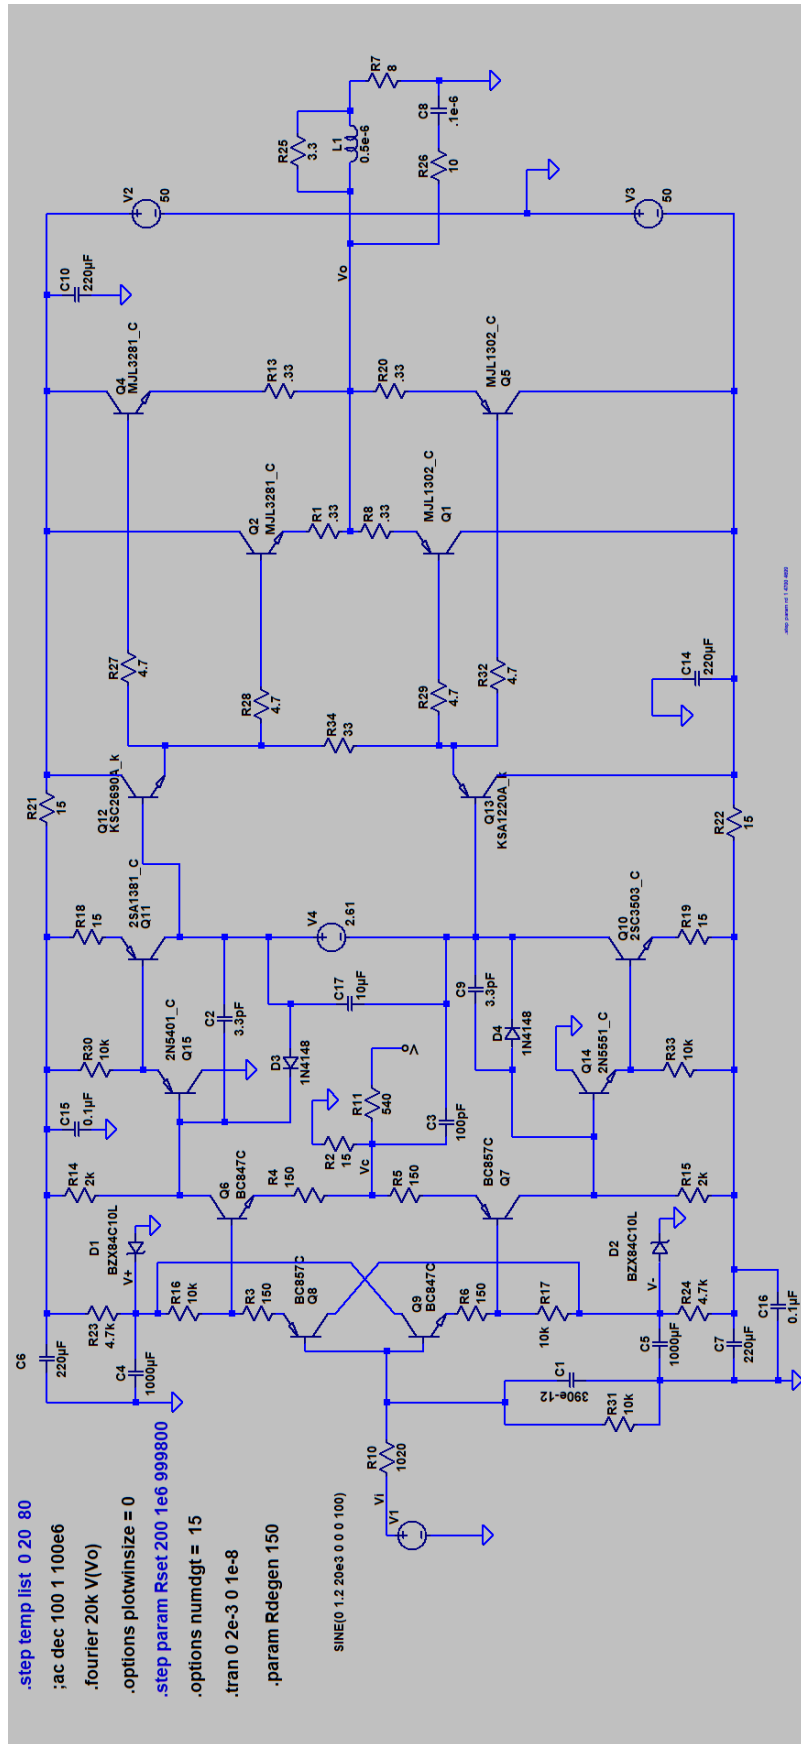 .step temp list 0 20 80
;ac dec 100 1 100e6
.fourier 20k V(Vo)
.options plotwinsize = 0
.step param Rset 200 1e6 999800
.options numdgt = 15
.tran 0 2e-3 0 1e-8
.param Rdegen 150
SINE(0 1.2 20e3 0 0 0 100)
V1
Vi
R10
1020
C6
220µF
C4
1000µF
R23
4.7k
D1
BZX84C10L
V+
R16
10k
R3
150
BC857C
Q8
Q9
BC847C
R6
150
R17
10k
D2
BZX84C10L
V-
R24
4.7k
C5
1000µF
C7
220µF
C16
0.1µF
C1
R31
10k
R14
2k
C15
0.1µF
Q6
BC847C
R4
150
R2
15
Vc
R5
150
BC857C
Q7
R15
2k
R11
540
Vc
C3
100pF
R30
10k
2N5401_C
Q15
C2
3.3pF
D3
1N4148
C17
10µF
V4
2.61
C9
3.3pF
D4
1N4148
Q14
2N5551_C
R33
10k
R18
15
2SA1381_C
Q11
Q10
2SC3503_C
R19
15
R21
15
R22
15
Q12
KSC2690A_k
Q13
KSA1220A_k
R27
4.7
R28
4.7
R34
33
R29
4.7
R32
4.7
C14
220µF
Q2
MJL3281_C
R1
.33
R8
.33
MJL1302_C
Q1
Q4
MJL3281_C
R13
.33
R20
.33
MJL1302_C
Q5
C10
220µF
Vo
V2
50
V3
50
R25
3.3
L1
0.5e-6
R7
8
C8
.1e-6
R26
10